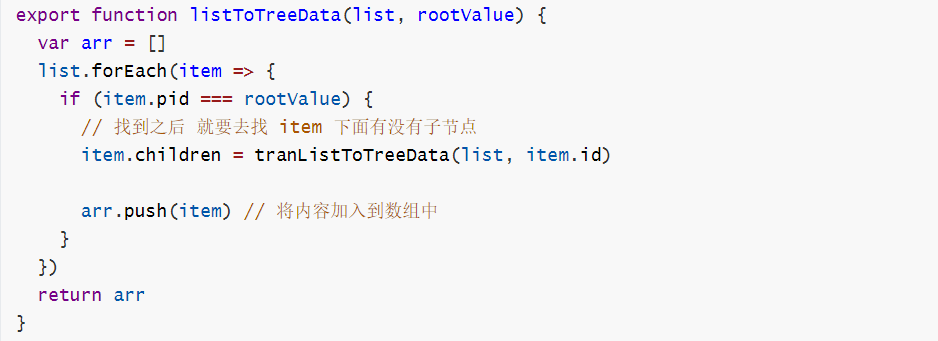 export function listToTreeData(list, rootValue) {
  var arr = []
  list.forEach(item => {
    if (item.pid === rootValue) {
      // 找到之后 就要去找 item 下面有没有子节点
      item.children = tranListToTreeData(list, item.id)

      arr.push(item) // 将内容加入到数组中
    }
  })
  return arr
}